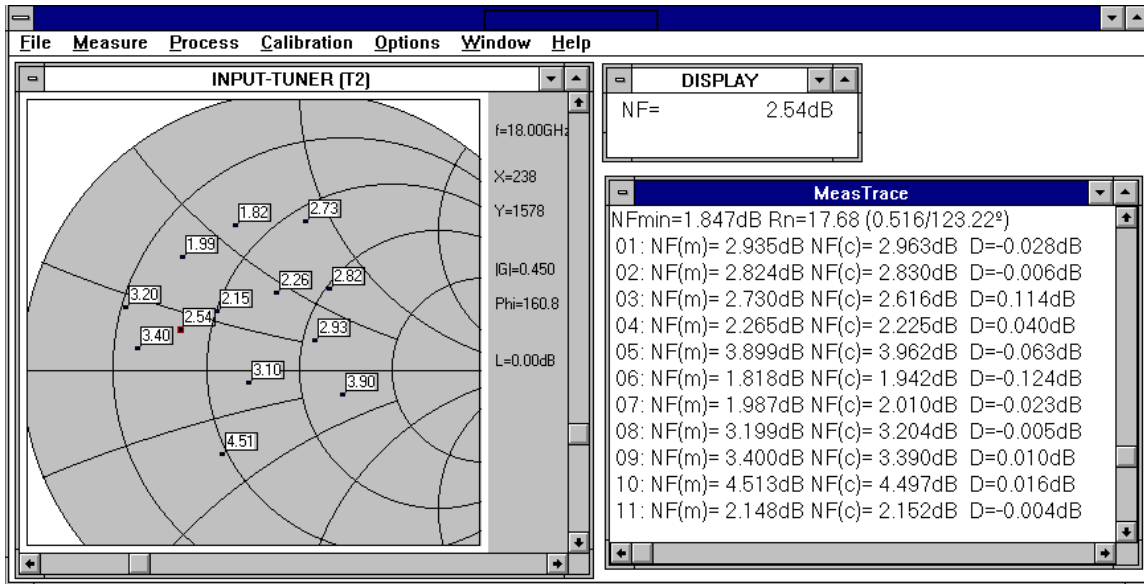 File Measure Process Calibration Options Window Help
INPUT-TUNER (T2)
f=18.00GHz
X=238
Y=1578
|G|=0.450
Phi=160.8
L=0.00dB
1.82
2.73
1.99
2.26
2.82
3.20
2.15
2.54
3.40
2.93
3.10
3.90
4.51
DISPLAY
NF= 2.54dB
MeasTrace
NFmin=1.847dB Rn=17.68 (0.516/123.22º)
01: NF(m)= 2.935dB NF(c)= 2.963dB D=-0.028dB
02: NF(m)= 2.824dB NF(c)= 2.830dB D=-0.006dB
03: NF(m)= 2.730dB NF(c)= 2.616dB D=0.114dB
04: NF(m)= 2.265dB NF(c)= 2.225dB D=0.040dB
05: NF(m)= 3.899dB NF(c)= 3.962dB D=-0.063dB
06: NF(m)= 1.818dB NF(c)= 1.942dB D=-0.124dB
07: NF(m)= 1.987dB NF(c)= 2.010dB D=-0.023dB
08: NF(m)= 3.199dB NF(c)= 3.204dB D=-0.005dB
09: NF(m)= 3.400dB NF(c)= 3.390dB D=0.010dB
10: NF(m)= 4.513dB NF(c)= 4.497dB D=0.016dB
11: NF(m)= 2.148dB NF(c)= 2.152dB D=-0.004dB